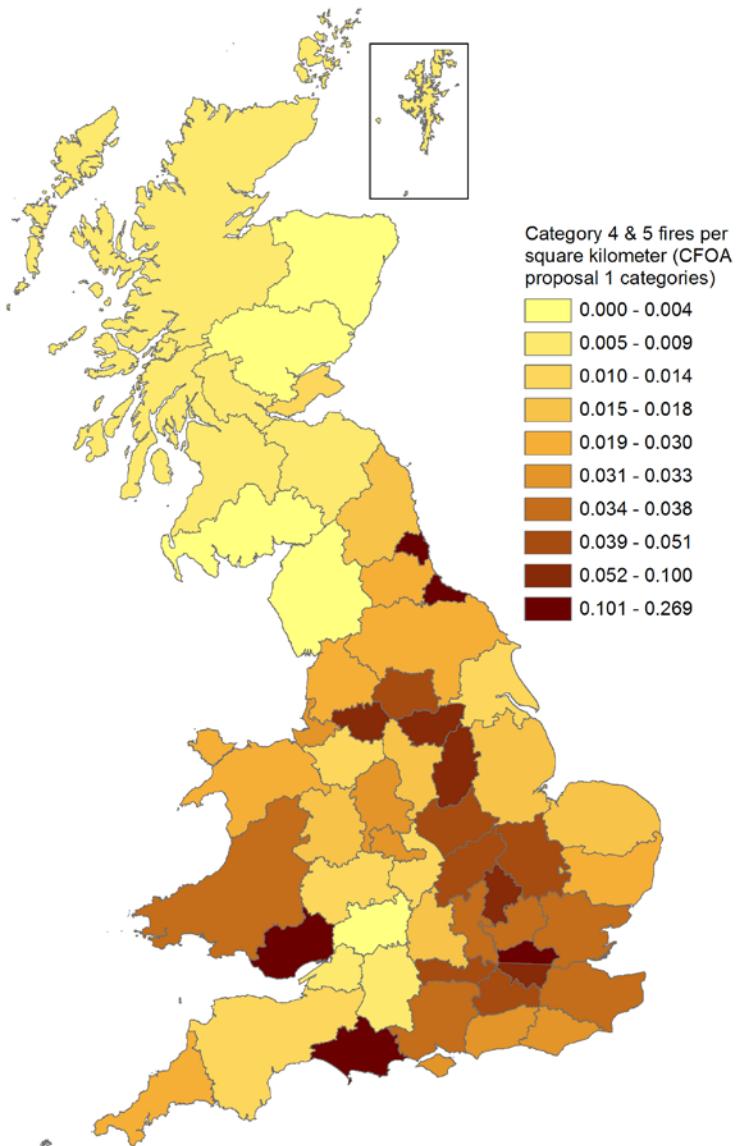 Category 4 & 5 fires per
square kilometer (CFOA
proposal 1 categories)
0.000 - 0.004
0.005 - 0.009
0.010 - 0.014
0.015 - 0.018
0.019 - 0.030
0.031 - 0.033
0.034 - 0.038
0.039 - 0.051
0.052 - 0.100
0.101 - 0.269